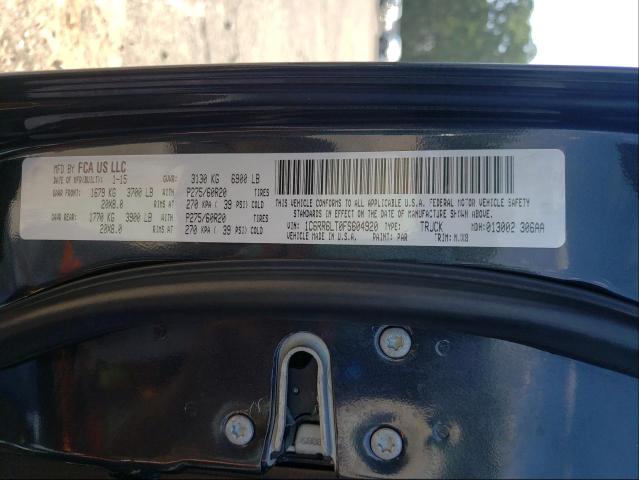 MFD BY FCA US LLC
DATE OF MFR(BUILT): 1-15 GVWR: 3130 KG 6900 LB
GAWR FRONT: 1679 KG 3700 LB WITH P275/60R20 TIRES
20X8.0 RIMS AT 270 KPA ( 39 PSI) COLD
GAWR REAR: 1770 KG 3900 LB WITH P275/60R20 TIRES
20X8.0 RIMS AT 270 KPA ( 39 PSI) COLD
THIS VEHICLE CONFORMS TO ALL APPLICABLE U.S.A. FEDERAL MOTOR VEHICLE SAFETY
STANDARDS IN EFFECT ON THE DATE OF MANUFACTURE SHOWN ABOVE.
VIN: 1C6RR6LT0FS604920 TYPE: TRUCK MDH:013002 306AA
VEHICLE MADE IN U.S.A. PAINT: PAR TRIM: M.X8